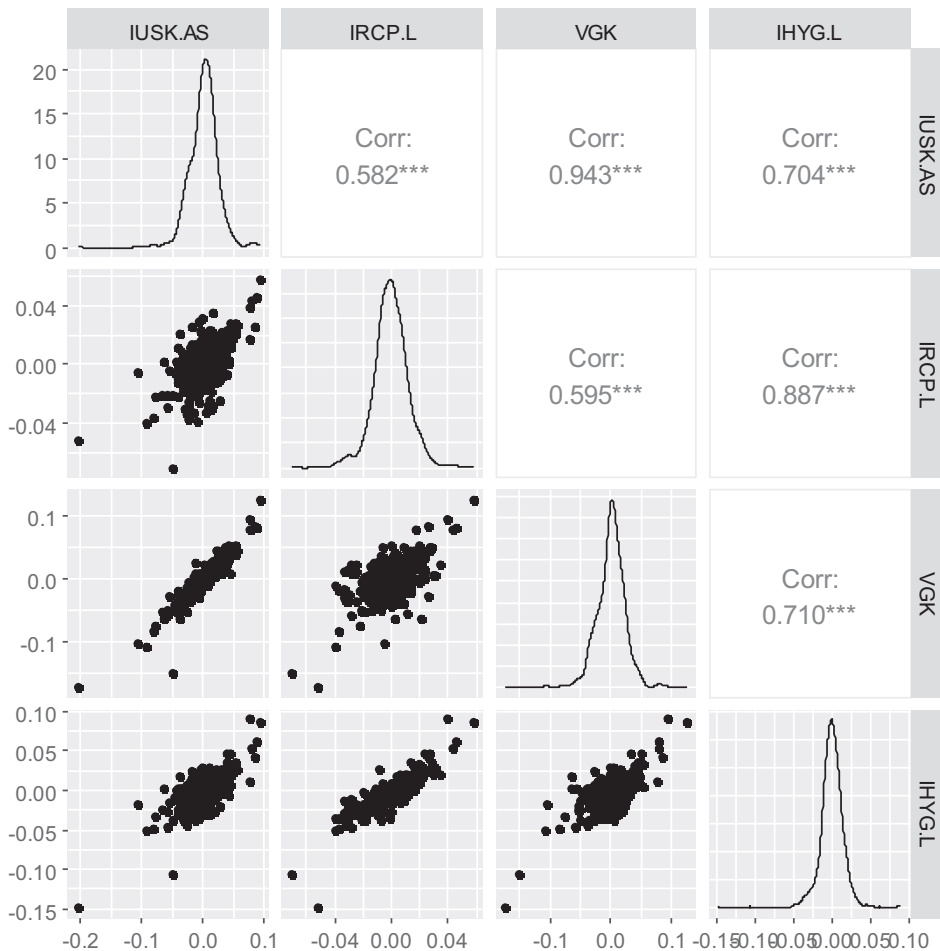 IUSK.AS IRCP.L VGK IHYG.L
20
15
10
5
0
Corr:
0.582***
Corr:
0.943***
Corr:
0.704***
IUSK.AS
0.04
0.00
-0.04
Corr:
0.595***
Corr:
0.887***
IRCP.L
0.1
0.0
-0.1
Corr:
0.710***
VGK
0.10
0.05
0.00
-0.05
-0.10
-0.15
IHYG.L
-0.2 -0.1 0.0 0.1 -0.04 0.00 0.04 -0.1 0.0 0.1 -0.15 -0.10 -0.05 0.00 0.05 0.10